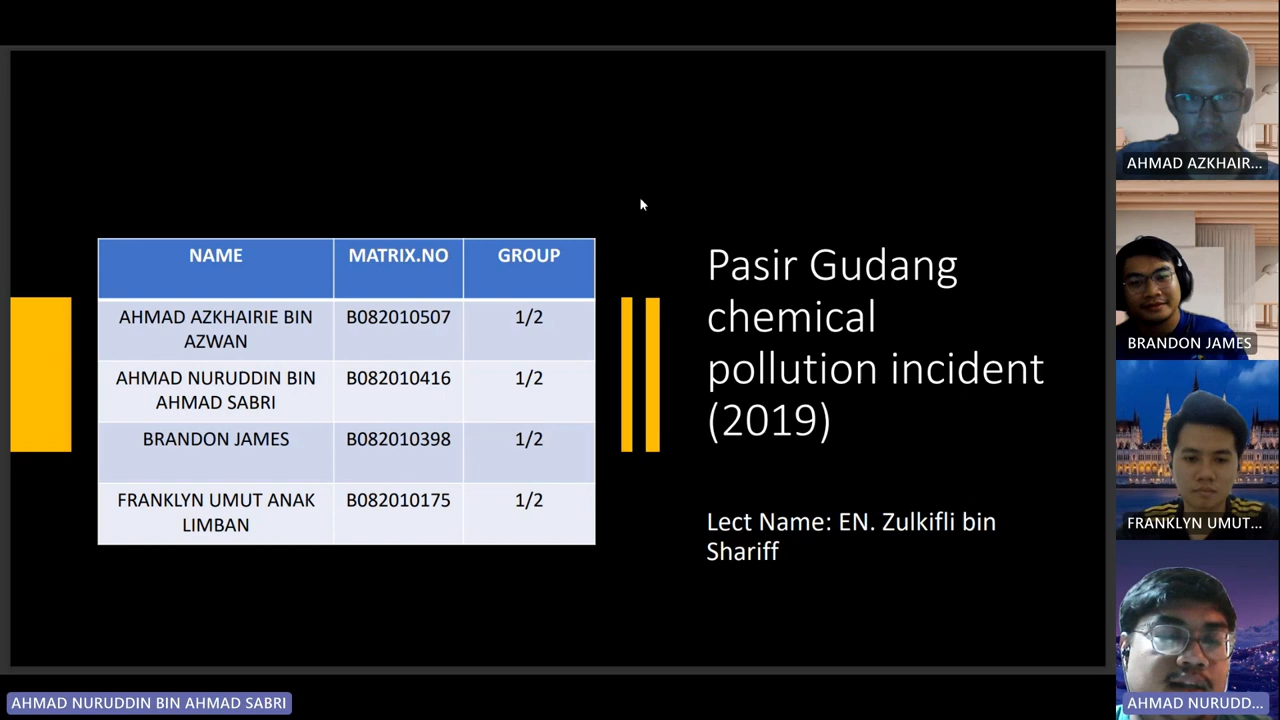 NAME MATRIX.NO GROUP
AHMAD AZKHAIRIE BIN
AZWAN
B082010507 1/2
AHMAD NURUDDIN BIN
AHMAD SABRI
B082010416 1/2
BRANDON JAMES B082010398 1/2
FRANKLYN UMUT ANAK
LIMBAN
B082010175 1/2
Pasir Gudang
chemical
pollution incident
(2019)
Lect Name: EN. Zulkifli bin
Shariff
AHMAD AZKHAIR...
BRANDON JAMES
FRANKLYN UMUT...
AHMAD NURUDD...
AHMAD NURUDDIN BIN AHMAD SABRI